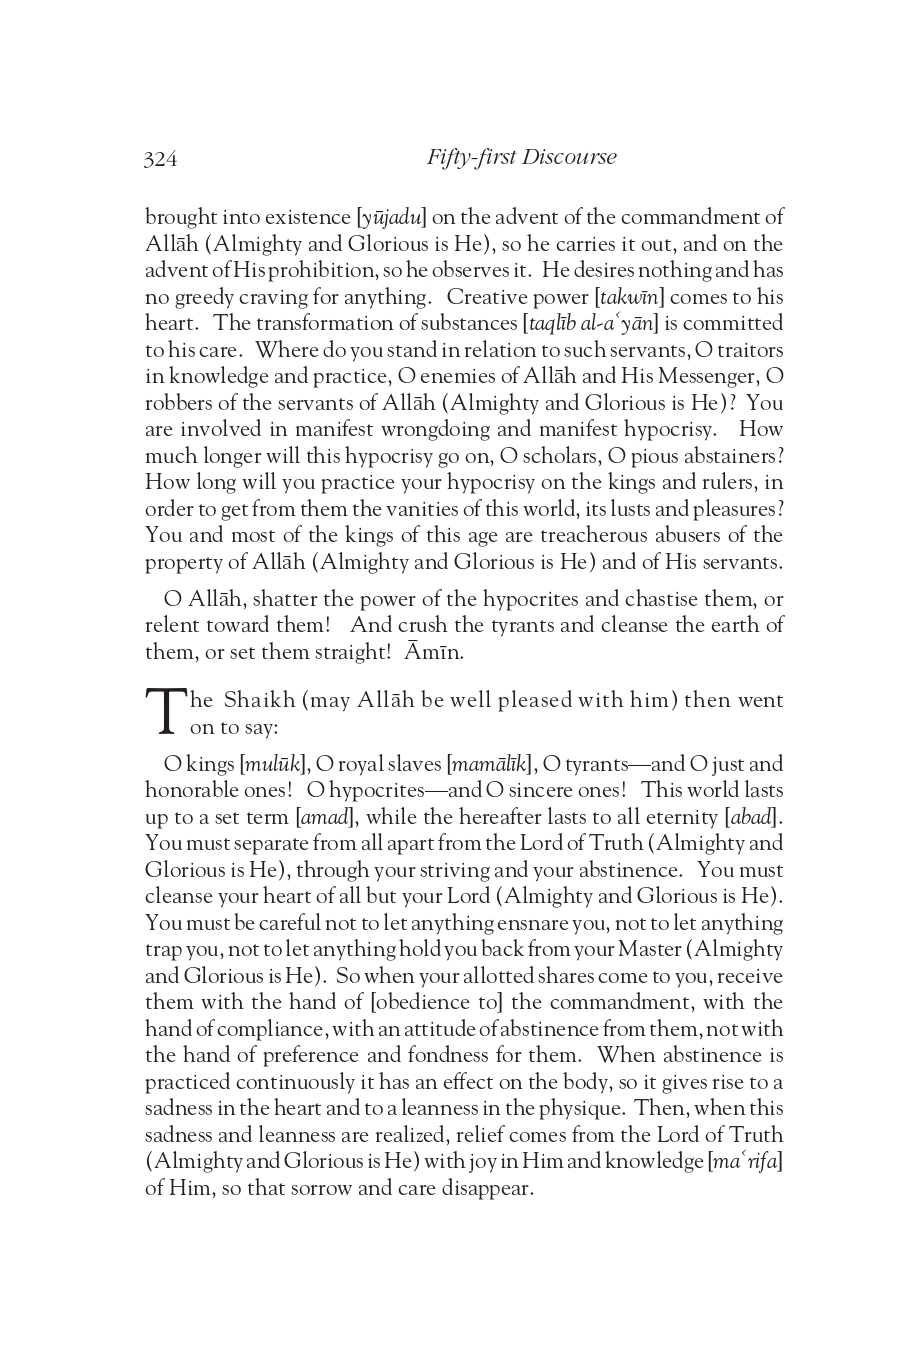 324 Fifty-first Discourse
brought into existence [yūjadu] on the advent of the commandment of
Allāh (Almighty and Glorious is He), so he carries it out, and on the
advent of His prohibition, so he observes it. He desires nothing and has
no greedy craving for anything. Creative power [takwīn] comes to his
heart. The transformation of substances [taqlīb al-aʿyān] is committed
to his care. Where do you stand in relation to such servants, O traitors
in knowledge and practice, O enemies of Allāh and His Messenger, O
robbers of the servants of Allāh (Almighty and Glorious is He)? You
are involved in manifest wrongdoing and manifest hypocrisy. How
much longer will this hypocrisy go on, O scholars, O pious abstainers?
How long will you practice your hypocrisy on the kings and rulers, in
order to get from them the vanities of this world, its lusts and pleasures?
You and most of the kings of this age are treacherous abusers of the
property of Allāh (Almighty and Glorious is He) and of His servants.
O Allāh, shatter the power of the hypocrites and chastise them, or
relent toward them! And crush the tyrants and cleanse the earth of
them, or set them straight! Āmīn.
The Shaikh (may Allāh be well pleased with him) then went
on to say:
O kings [mulūk], O royal slaves [mamālīk], O tyrants—and O just and
honorable ones! O hypocrites—and O sincere ones! This world lasts
up to a set term [amad], while the hereafter lasts to all eternity [abad].
You must separate from all apart from the Lord of Truth (Almighty and
Glorious is He), through your striving and your abstinence. You must
cleanse your heart of all but your Lord (Almighty and Glorious is He).
You must be careful not to let anything ensnare you, not to let anything
trap you, not to let anything hold you back from your Master (Almighty
and Glorious is He). So when your allotted shares come to you, receive
them with the hand of [obedience to] the commandment, with the
hand of compliance, with an attitude of abstinence from them, not with
the hand of preference and fondness for them. When abstinence is
practiced continuously it has an effect on the body, so it gives rise to a
sadness in the heart and to a leanness in the physique. Then, when this
sadness and leanness are realized, relief comes from the Lord of Truth
(Almighty and Glorious is He) with joy in Him and knowledge [maʿrifa]
of Him, so that sorrow and care disappear.